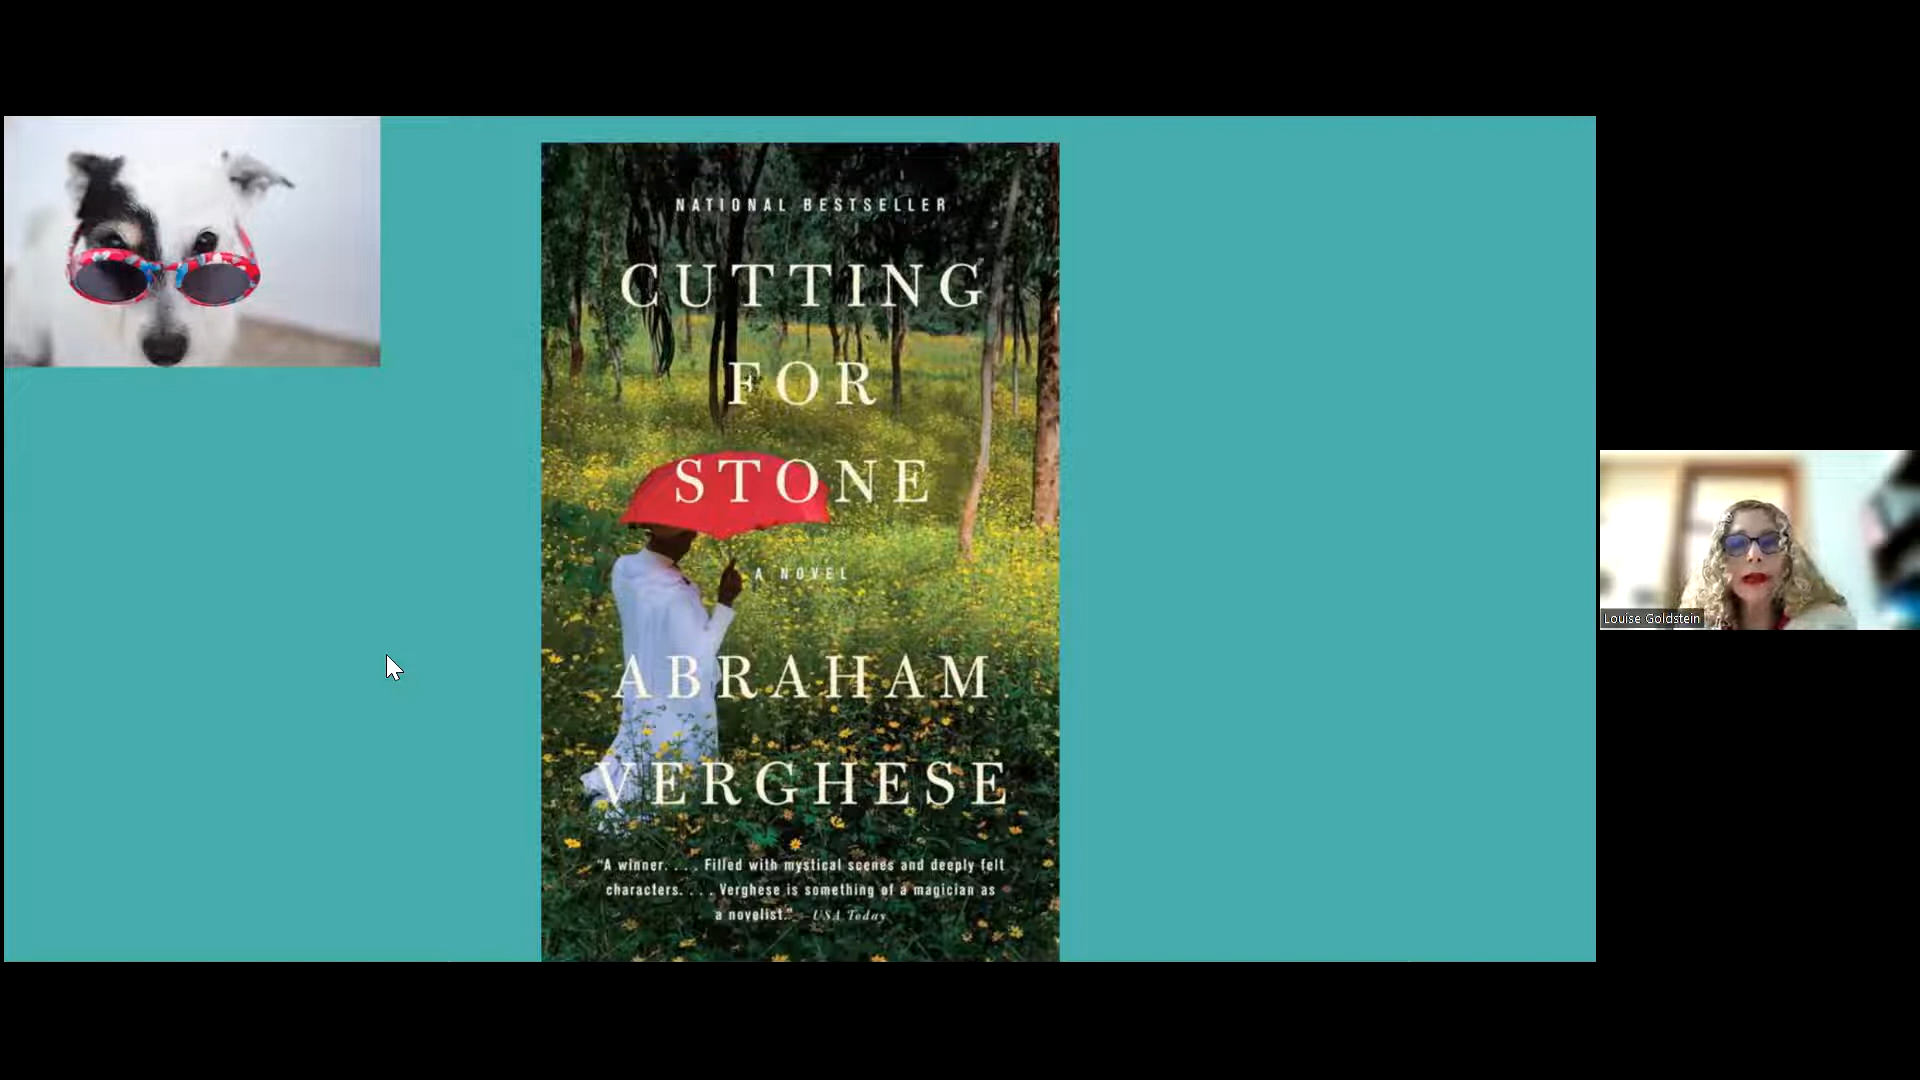 NATIONAL BESTSELLER
CUTTING
FOR
STONE
A NOVEL
ABRAHAM
VERGHESE
"A winner. . . . Filled with mystical scenes and deeply felt
characters. . . . Verghese is something of a magician as
a novelist." —USA Today
Louise Goldstein